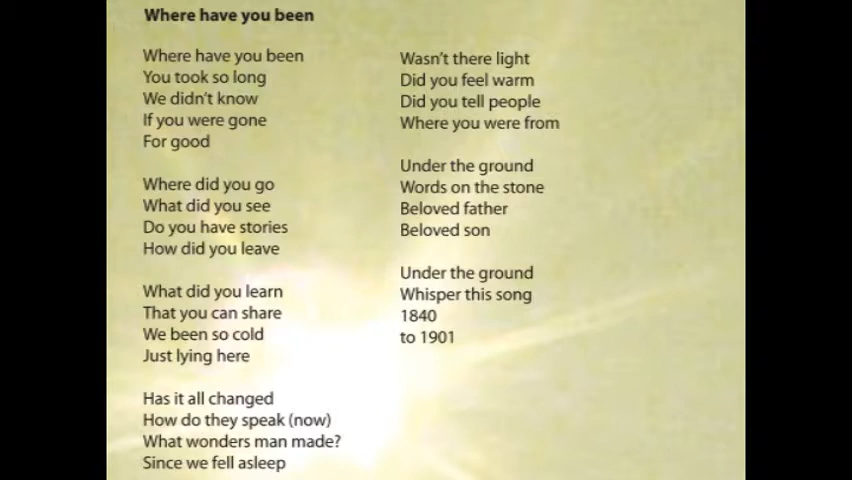 Where have you been
Where have you been
You took so long
We didn't know
If you were gone
For good
Where did you go
What did you see
Do you have stories
How did you leave
What did you learn
That you can share
We been so cold
Just lying here
Has it all changed
How do they speak (now)
What wonders man made?
Since we fell asleep
Wasn't there light
Did you feel warm
Did you tell people
Where you were from
Under the ground
Words on the stone
Beloved father
Beloved son
Under the ground
Whisper this song
1840
to 1901